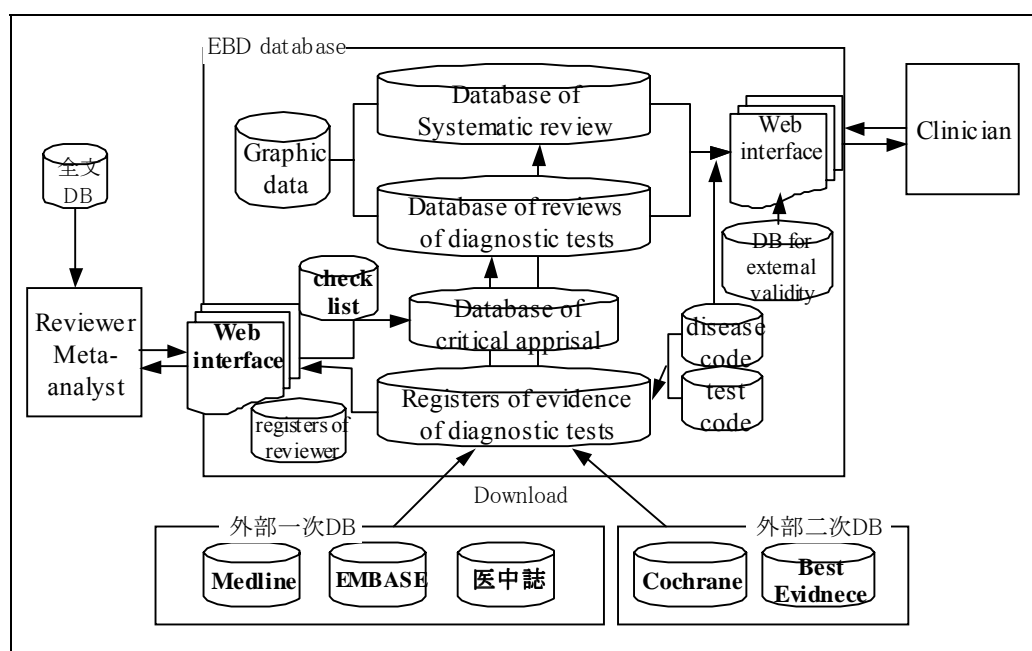 EBD database
Database of
Systematic review
Graphic
data
Web
interface
Clinician
全文
DB
Database of reviews
of diagnostic tests
DB for
external
validity
check
list
Reviewer
Meta-
analyst
Web
interface
Database of
critical apprisal
disease
code
test
code
Registers of evidence
of diagnostic tests
registers of
reviewer
Download
外部一次DB
外部二次DB
Medline
EMBASE
医中誌
Cochrane
Best
Evidnece